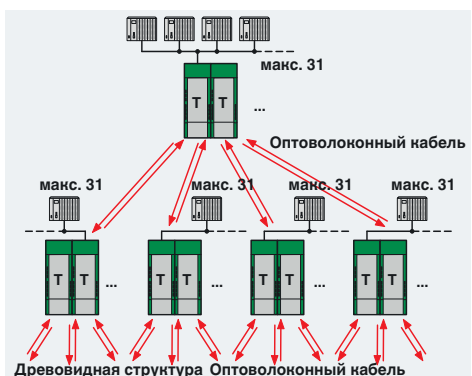 макс. 31
T T ...
Оптоволоконный кабель
макс. 31 макс. 31 макс. 31 макс. 31
T T ... T T ... T T ... T T ...
Древовидная структура Оптоволоконный кабель